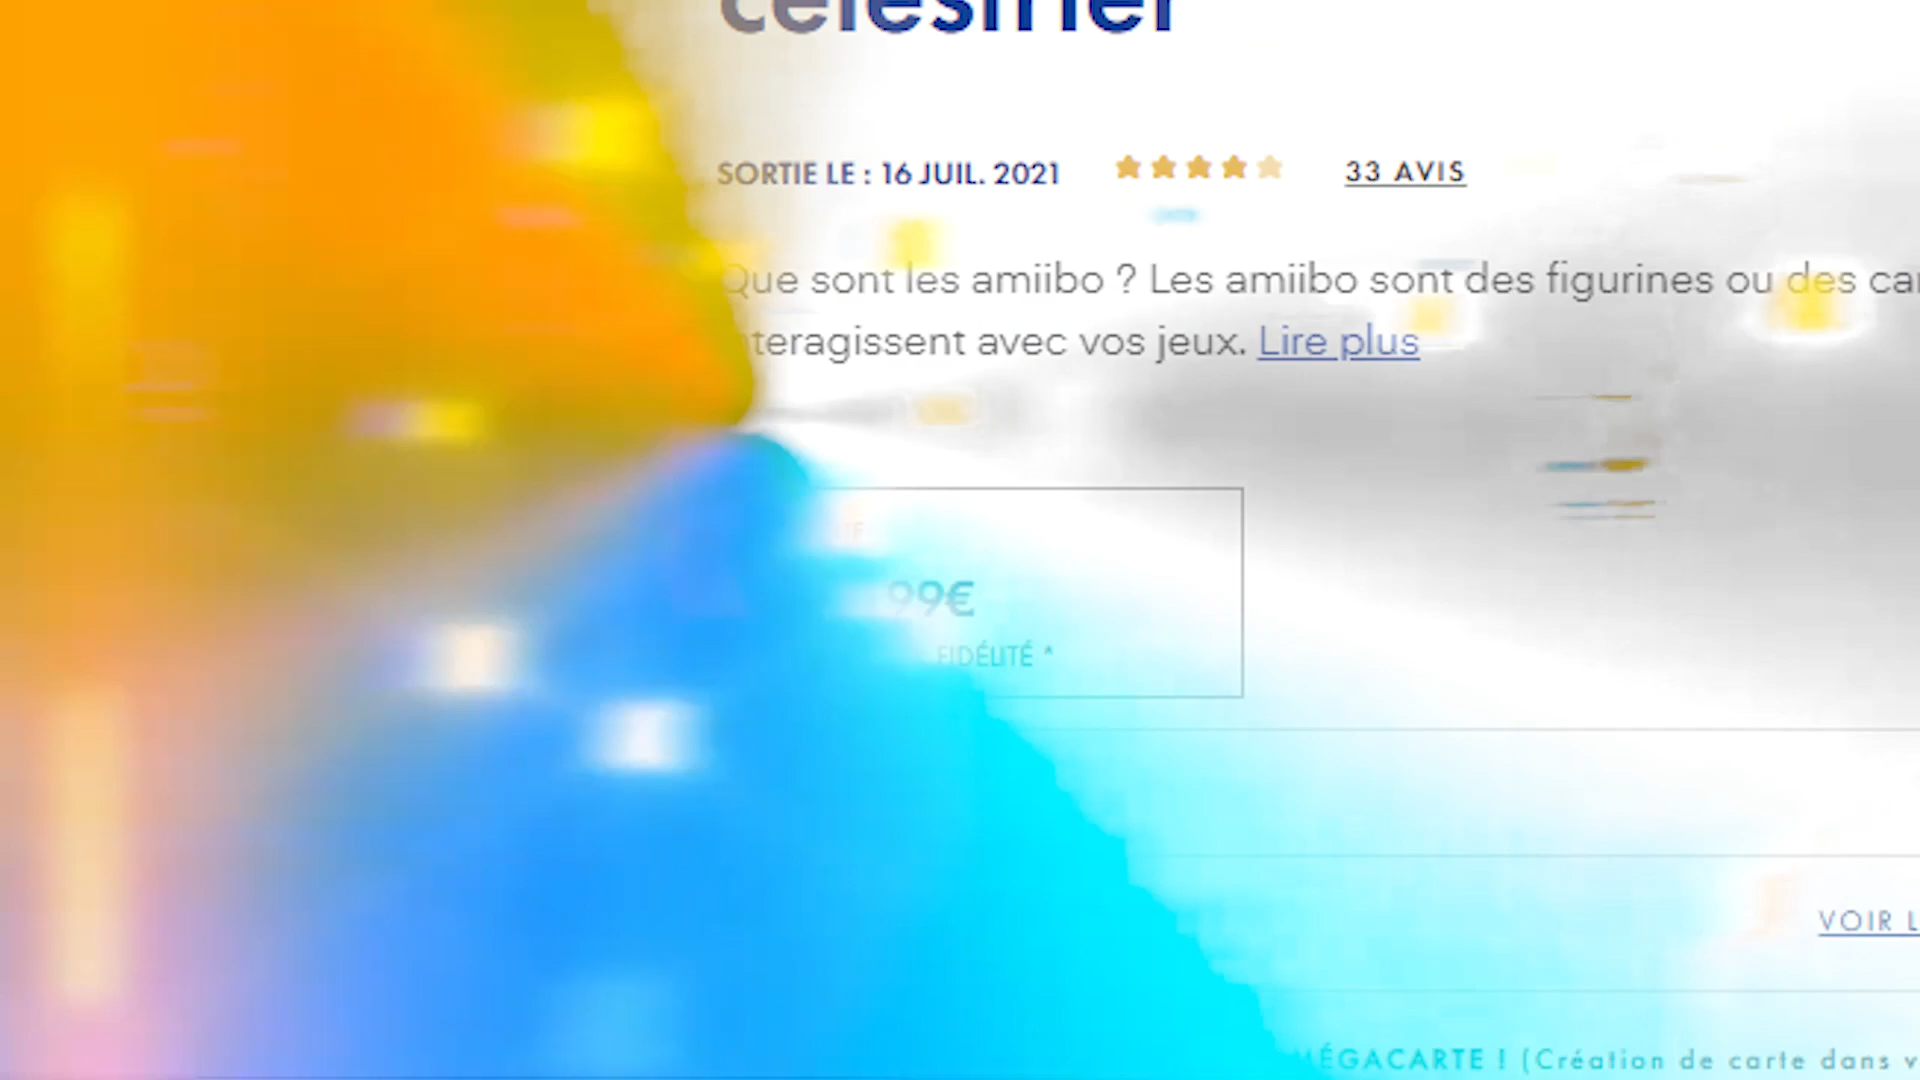 célestrier
SORTIE LE : 16 JUIL. 2021 33 AVIS
Que sont les amiibo ? Les amiibo sont des figurines ou des
teragissent avec vos jeux. Lire plus
99€
FIDÉLITÉ *
VOIR
MÉGACARTE ! (Création de carte dans